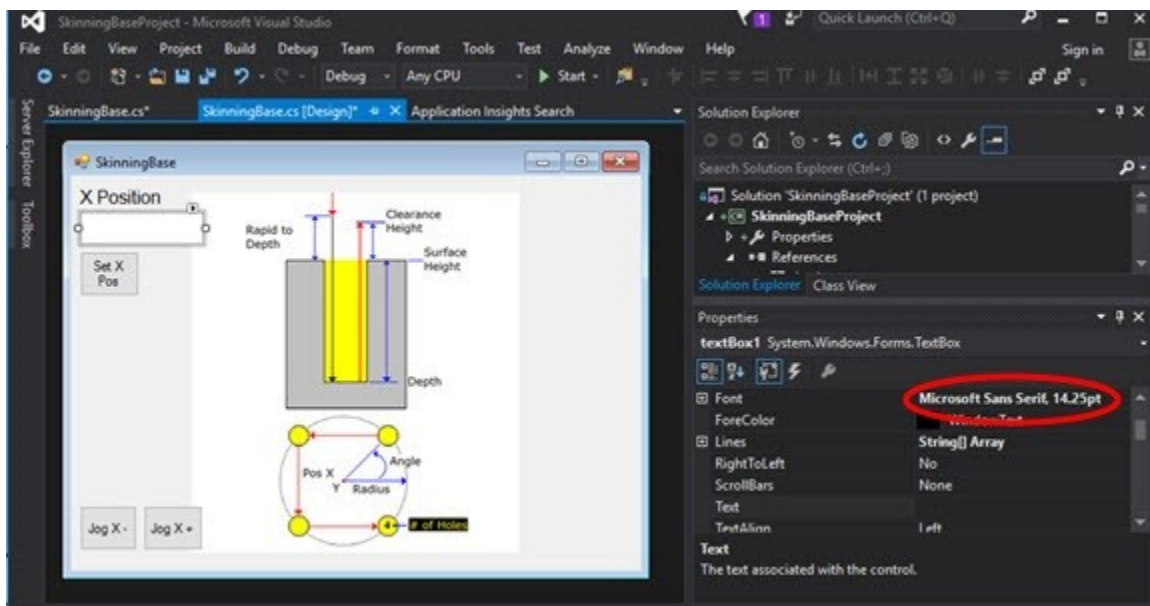 SkinningBaseProject - Microsoft Visual Studio
1
Quick Launch (Ctrl+Q)
File Edit View Project Build Debug Team Format Tools Test Analyze Window Help
Sign in
Debug Any CPU Start
Server Explorer
Toolbox
SkinningBase.cs*
SkinningBase.cs [Design]*
Application Insights Search
SkinningBase
X Position
Set X
Pos
Rapid to
Depth
Clearance
Height
Surface
Height
Depth
Pos X
Y
Angle
Radius
4
# of Holes
Jog X -
Jog X +
Solution Explorer
Search Solution Explorer (Ctrl+;)
Solution 'SkinningBaseProject' (1 project)
SkinningBaseProject
Properties
References
Solution Explorer Class View
Properties
textBox1 System.Windows.Forms.TextBox
Font Microsoft Sans Serif, 14.25pt
ForeColor WindowText
Lines String[] Array
RightToLeft No
ScrollBars None
Text
TextAlign Left
Text
The text associated with the control.